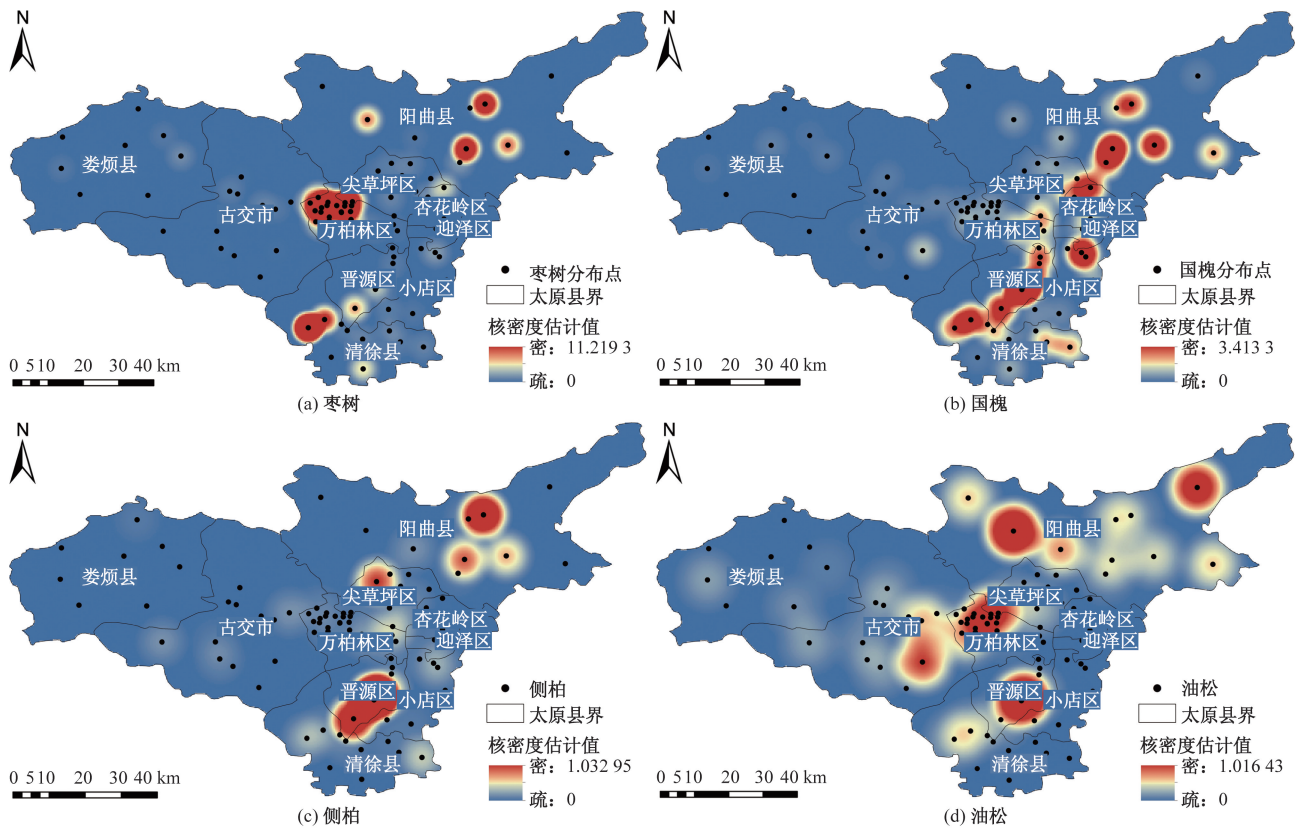 N
阳曲县
娄烦县
尖草坪区
古交市
杏花岭区
万柏林区
迎泽区
晋源区
小店区
清徐县
枣树分布点
太原县界
核密度估计值
密：11.219 3
疏：0
0 5 10 20 30 40 km
(a) 枣树
N
阳曲县
娄烦县
尖草坪区
古交市
杏花岭区
万柏林区
迎泽区
晋源区
小店区
清徐县
国槐分布点
太原县界
核密度估计值
密：3.413 3
疏：0
0 5 10 20 30 40 km
(b) 国槐
N
阳曲县
娄烦县
尖草坪区
古交市
杏花岭区
万柏林区
迎泽区
晋源区
小店区
清徐县
侧柏
太原县界
核密度估计值
密：1.032 95
疏：0
0 5 10 20 30 40 km
(c) 侧柏
N
阳曲县
娄烦县
尖草坪区
古交市
杏花岭区
万柏林区
迎泽区
晋源区
小店区
清徐县
油松
太原县界
核密度估计值
密：1.016 43
疏：0
0 5 10 20 30 40 km
(d) 油松